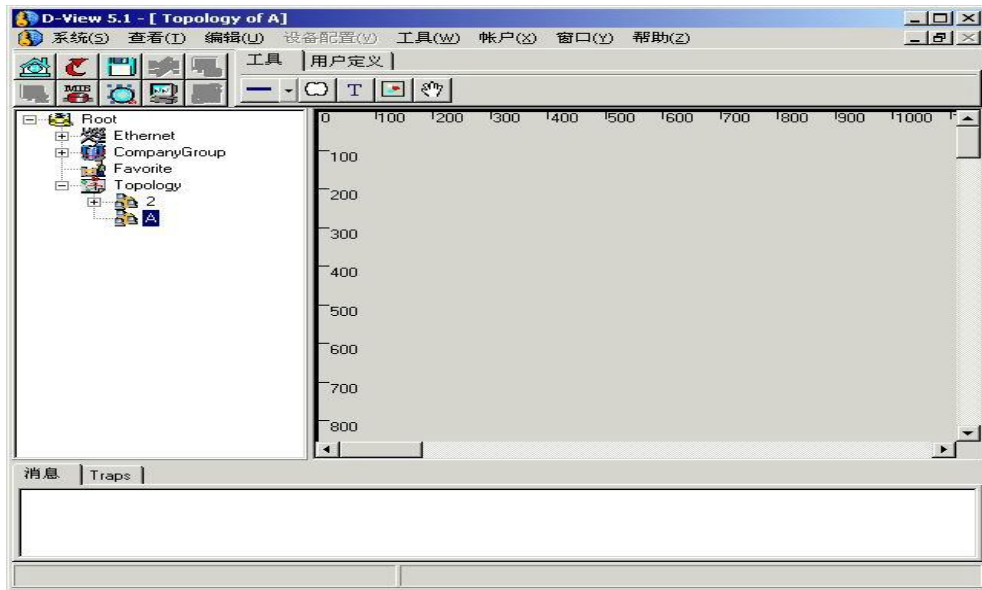 D-View 5.1 - [ Topology of A]
系统(S) 查看(T) 编辑(U) 设备配置(V) 工具(W) 帐户(X) 窗口(Y) 帮助(Z)
工具 用户定义
MIB T
Root
Ethernet
CompanyGroup
Favorite
Topology
2
A
0 100 200 300 400 500 600 700 800 900 1000
100
200
300
400
500
600
700
800
消息 Traps